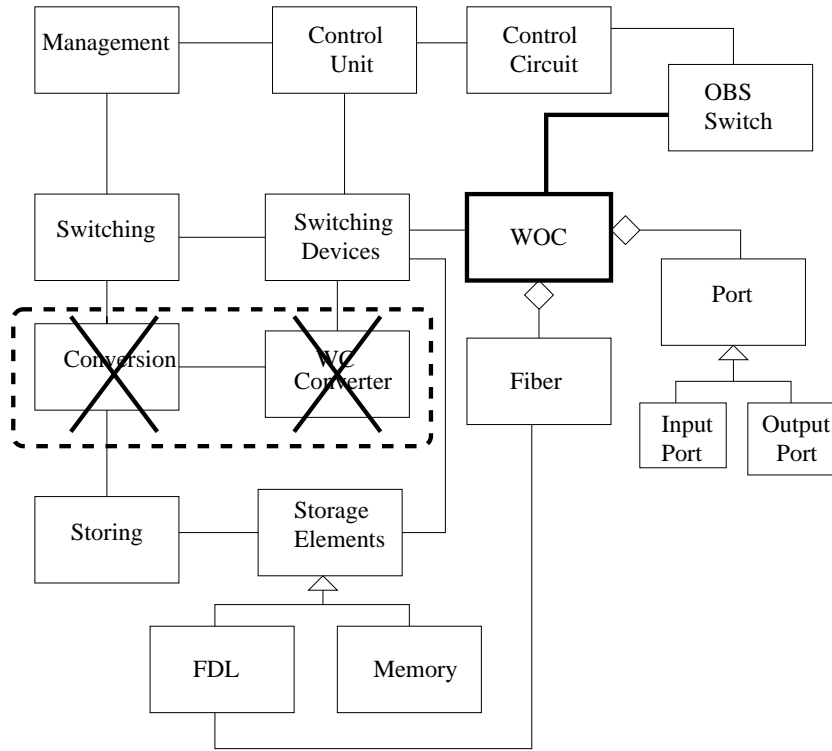 Management
Control
Unit
Control
Circuit
OBS
Switch
Switching
Switching
Devices
WOC
Port
Conversion
WC
Converter
Fiber
Input
Port
Output
Port
Storing
Storage
Elements
FDL
Memory